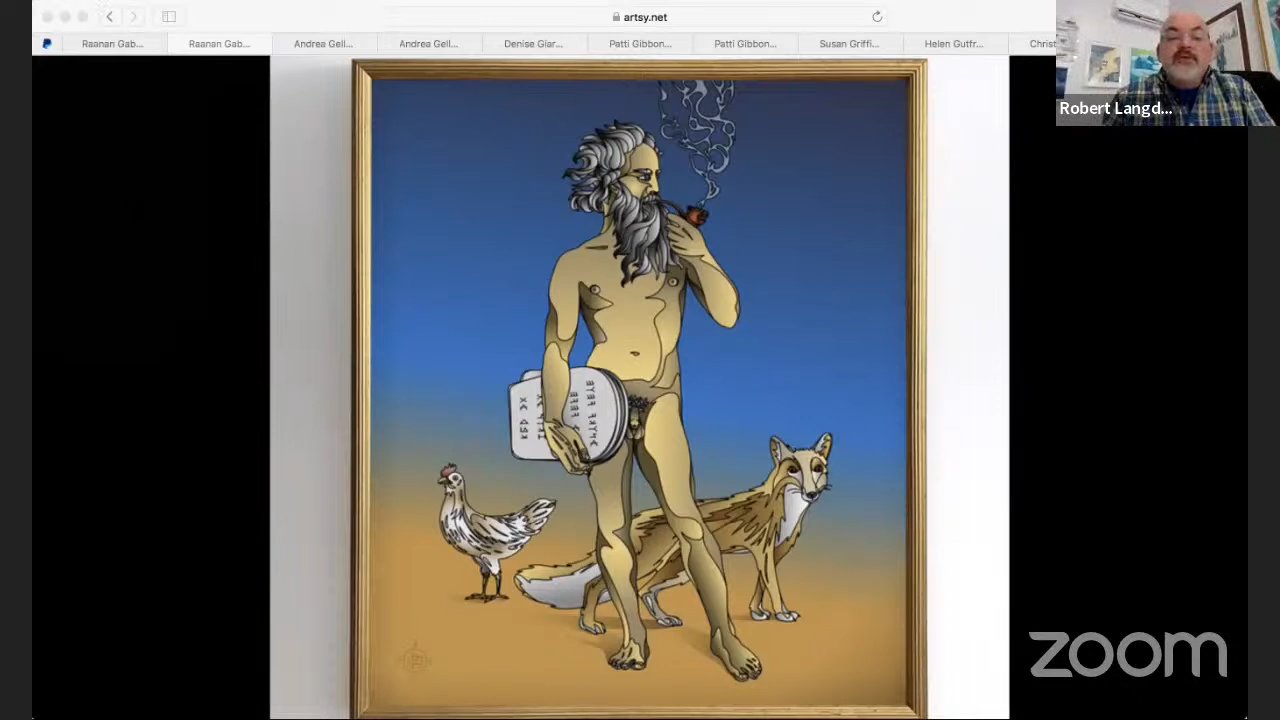 artsy.net
Raanan Gab...
Raanan Gab...
Andrea Gell...
Andrea Gell...
Denise Giar...
Patti Gibbon...
Patti Gibbon...
Susan Griffi...
Helen Gutfr...
Christ
Robert Langd...
zoom